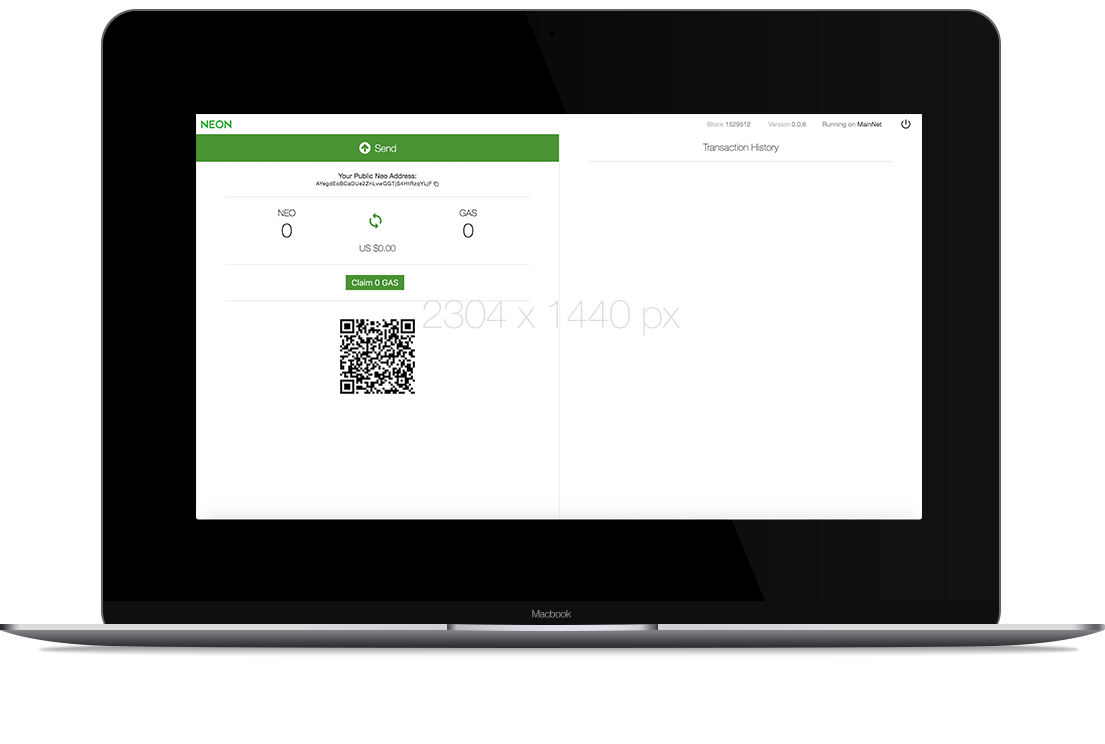 NEON
Block 1529512 Version 0.0.6 Running on MainNet
Send
Transaction History
Your Public Neo Address:
NEO
0
GAS
0
US $0.00
Claim 0 GAS
2304 x 1440 px
Macbook